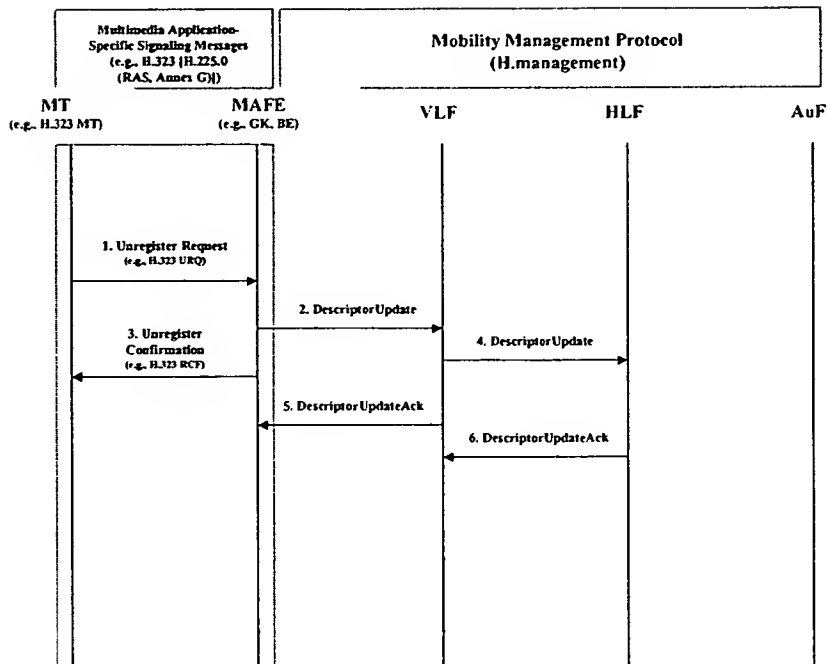 Multimedia Application-
Specific Signaling Messages
(e.g., H.323 [H.225.0
(RAS, Annex G)])
Mobility Management Protocol
(H.management)
MT
(e.g., H.323 MT)
MAFE
(e.g., GK, BE)
VLF
HLF
AuF
1. Unregister Request
(e.g., H.323 URQ)
2. DescriptorUpdate
3. Unregister
Confirmation
(e.g., H.323 RCF)
4. DescriptorUpdate
5. DescriptorUpdateAck
6. DescriptorUpdateAck